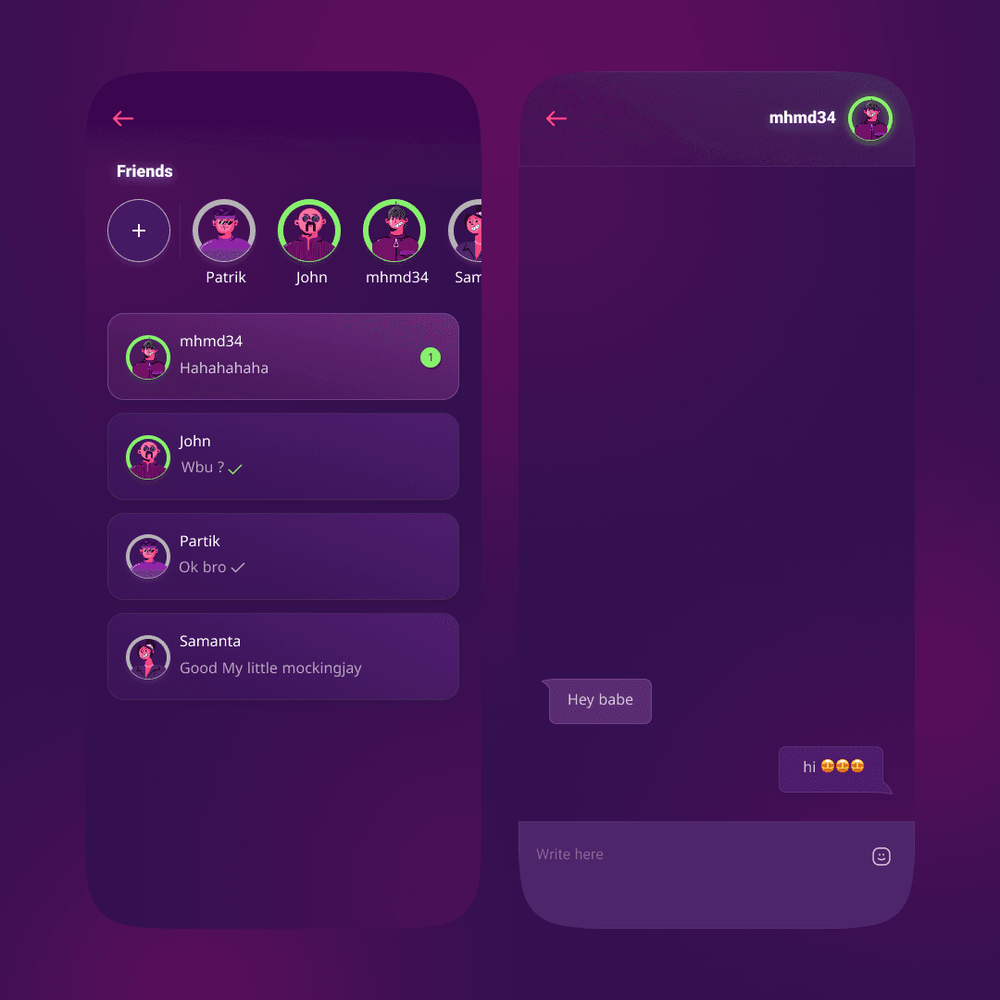 Friends
+
Patrik
John
mhmd34
Sam
mhmd34
Hahahahaha
1
John
Wbu ?
Partik
Ok bro
Samanta
Good My little mockingjay
mhmd34
Hey babe
hi 🤩🤩🤩
Write here